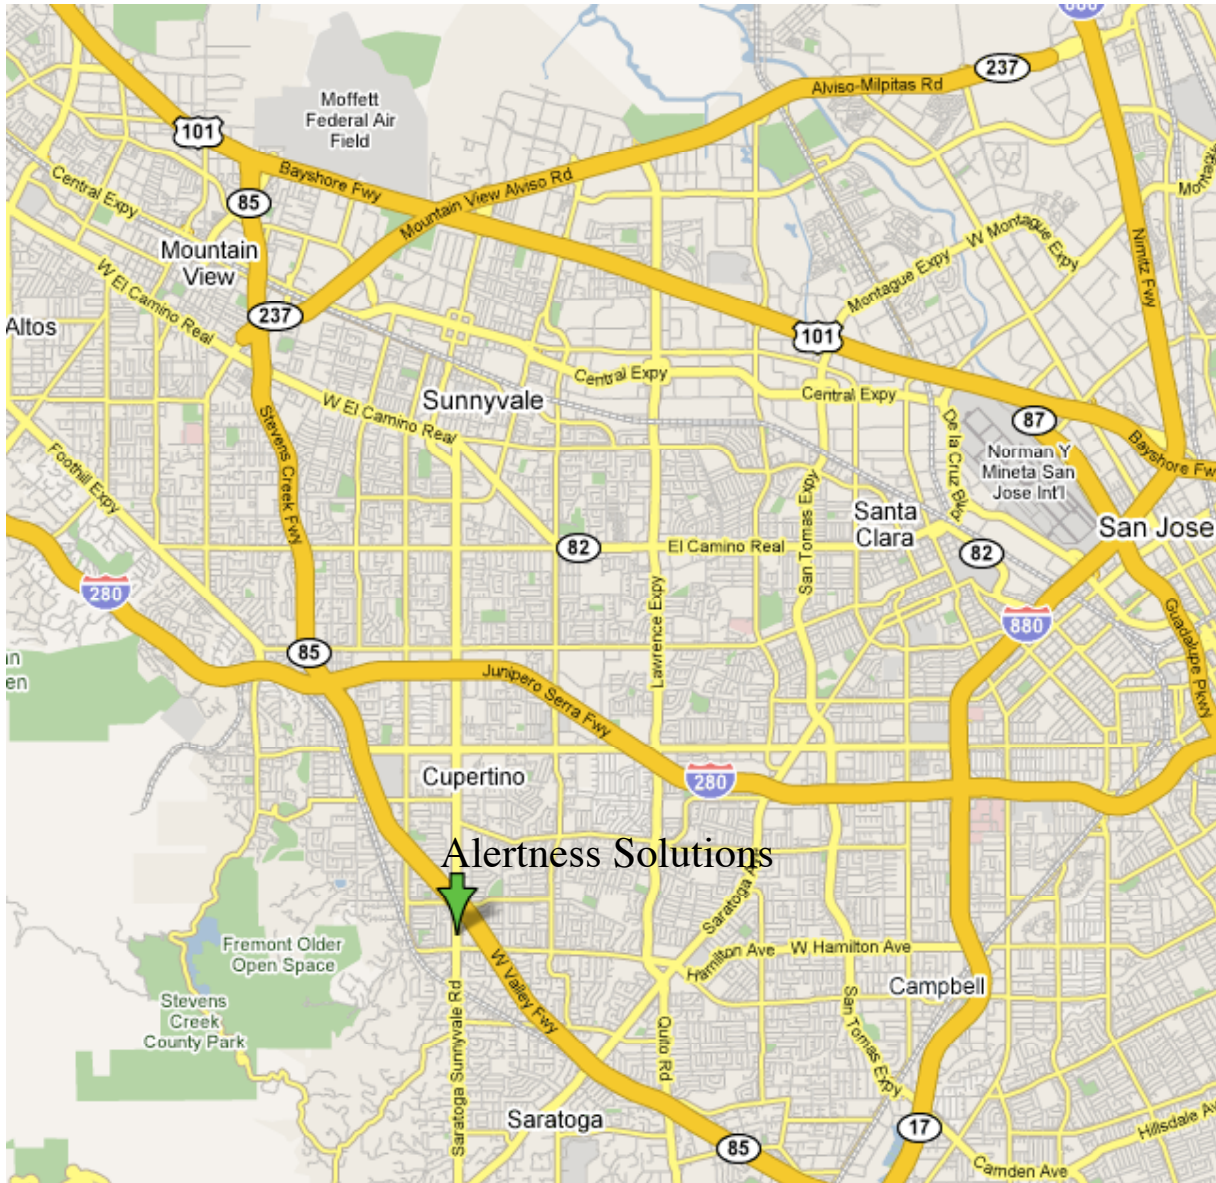 880
237
Alviso-Milpitas Rd
Moffett
Federal Air
Field
101
Bayshore Fwy
Mountain View Alviso Rd
Central Expy
85
Montague
W Montague Expy
Mountain
View
Nimitz Fwy
Montague Expy
W El Camino Real
237
Altos
101
Central Expy
Central Expy
Sunnyvale
W El Camino Real
De la Cruz Blvd
87
Stevens Creek Fwy
Bayshore Fwy
Norman Y
Mineta San
Jose Int'l
Foothill Expy
San Tomas Expy
Santa
Clara
San Jose
82
El Camino Real
82
280
Lawrence Expy
880
Guadalupe Pkwy
85
en
Junipero Serra Fwy
Cupertino
280
Alertness Solutions
Saratoga
Fremont Older
Open Space
Hamilton Ave
W Hamilton Ave
W Valley Fwy
Campbell
Stevens
Creek
County Park
Saratoga Sunnyvale Rd
Quito Rd
San Tomas Expy
Saratoga
85
17
Hillsdale
Camden Ave